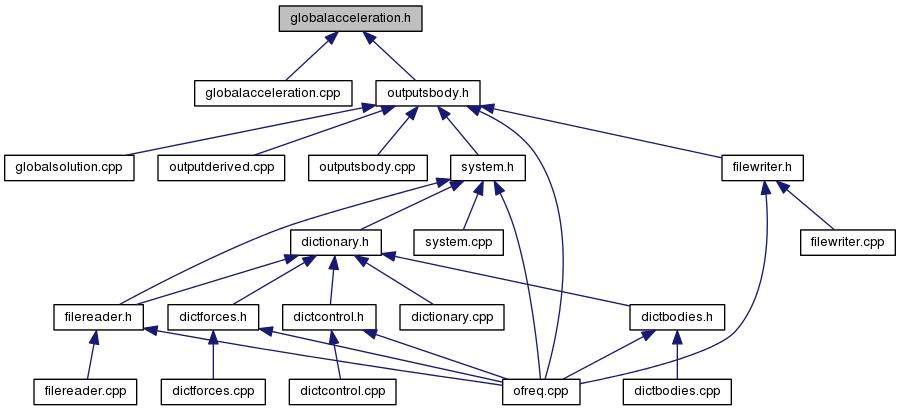 globalacceleration.h
globalacceleration.cpp
outputsbody.h
globalsolution.cpp
outputderived.cpp
outputsbody.cpp
system.h
filewriter.h
dictionary.h
system.cpp
filewriter.cpp
filereader.h
dictforces.h
dictcontrol.h
dictionary.cpp
dictbodies.h
filereader.cpp
dictforces.cpp
dictcontrol.cpp
ofreq.cpp
dictbodies.cpp